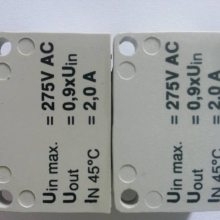 Uin max. = 275V AC
Uout = 0,9xUin
IN 45°C = 2,0 A
Uin max. = 275V AC
Uout = 0,9xUin
IN 45°C = 2,0 A